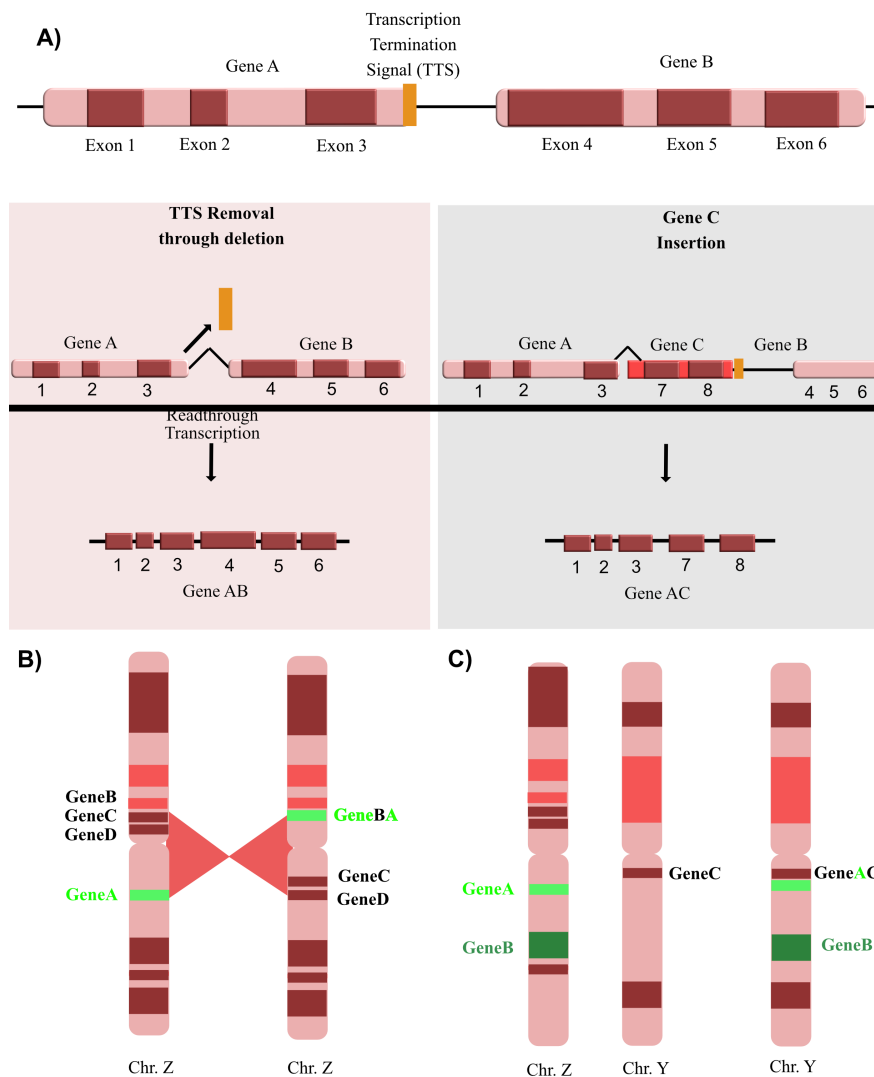 A)
Transcription
Termination
Signal (TTS)
Gene A
Gene B
Exon 1
Exon 2
Exon 3
Exon 4
Exon 5
Exon 6
TTS Removal
through deletion
Gene A
Gene B
1 2 3 4 5 6
Readthrough
Transcription
1 2 3 4 5 6
Gene AB
Gene C
Insertion
Gene A
Gene C
Gene B
1 2 3 7 8 4 5 6
1 2 3 7 8
Gene AC
B)
GeneB
GeneC
GeneD
GeneA
GeneBA
GeneC
GeneD
Chr. Z
Chr. Z
C)
GeneA
GeneB
GeneC
GeneAC
GeneB
Chr. Z
Chr. Y
Chr. Y